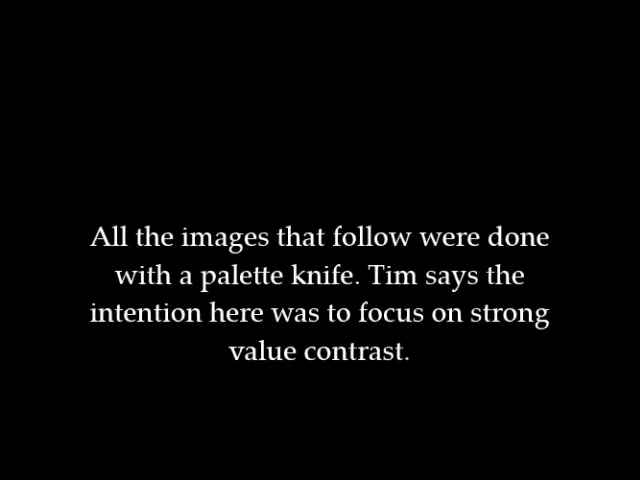 All the images that follow were done
with a palette knife. Tim says the
intention here was to focus on strong
value contrast.